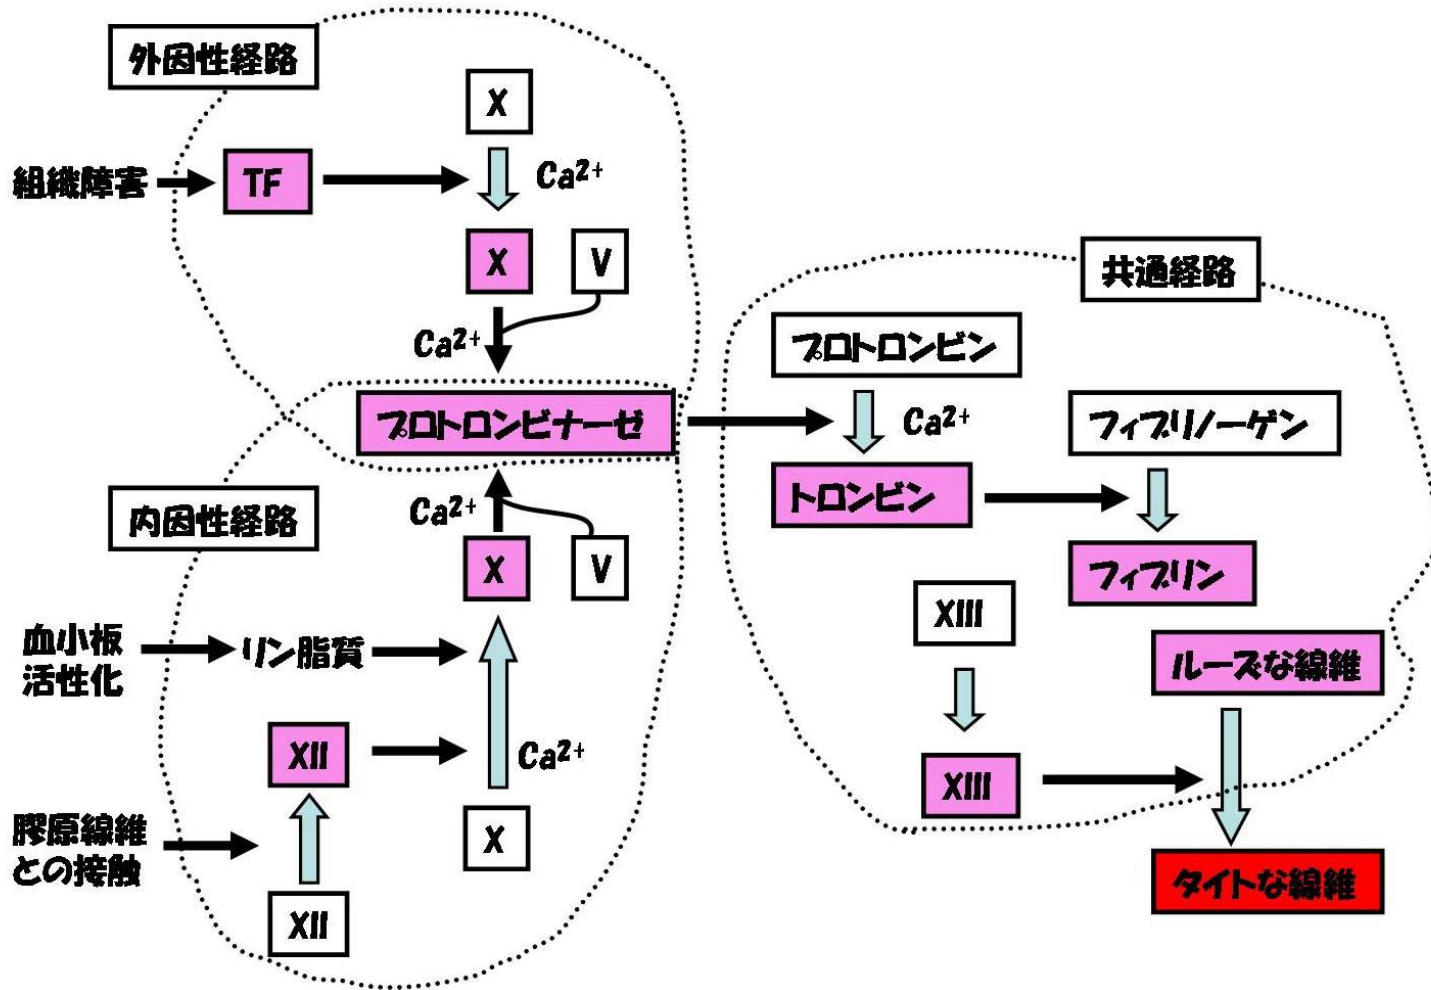 外因性経路
X
組織障害
TF
Ca²⁺
X
V
Ca²⁺
プロトロンビナーゼ
内因性経路
Ca²⁺
X
V
血小板
活性化
リン脂質
XII
Ca²⁺
膠原線維
との接触
X
XII
共通経路
プロトロンビン
Ca²⁺
フィブリノーゲン
トロンビン
フィブリン
XIII
ルーズな線維
XIII
タイトな線維